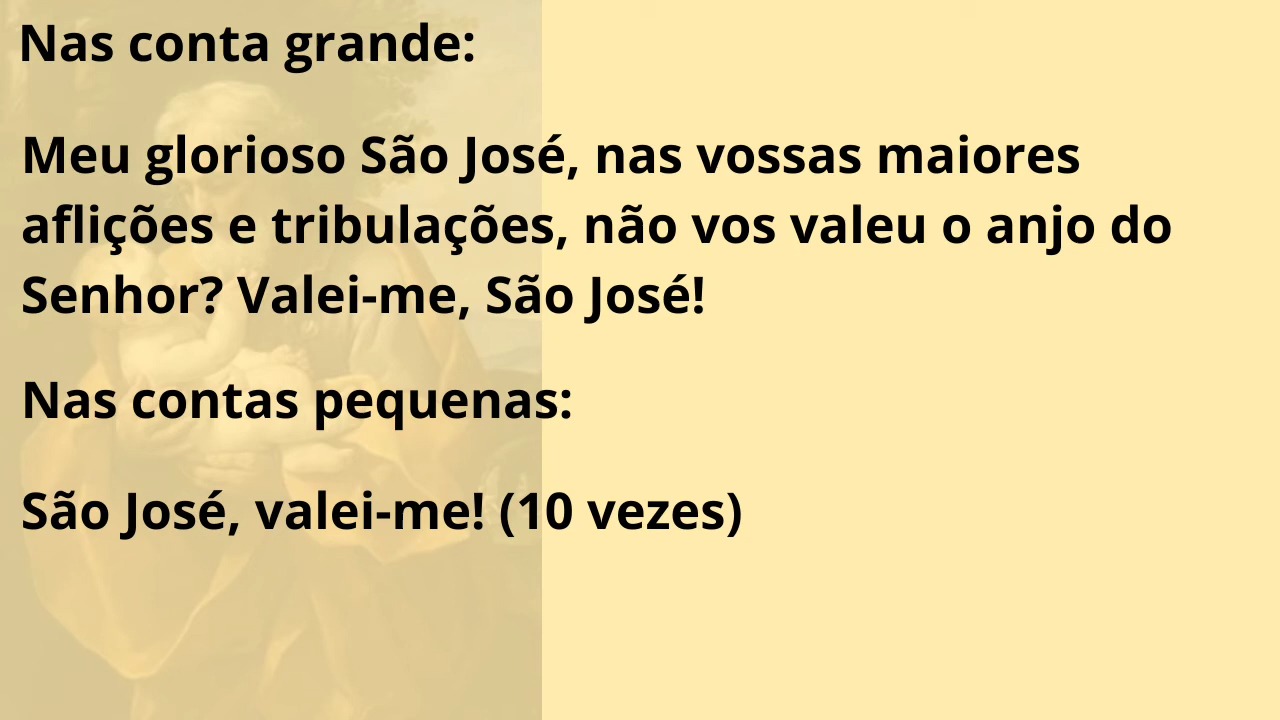 Nas conta grande:
Meu glorioso São José, nas vossas maiores
aflições e tribulações, não vos valeu o anjo do
Senhor? Valei-me, São José!
Nas contas pequenas:
São José, valei-me! (10 vezes)